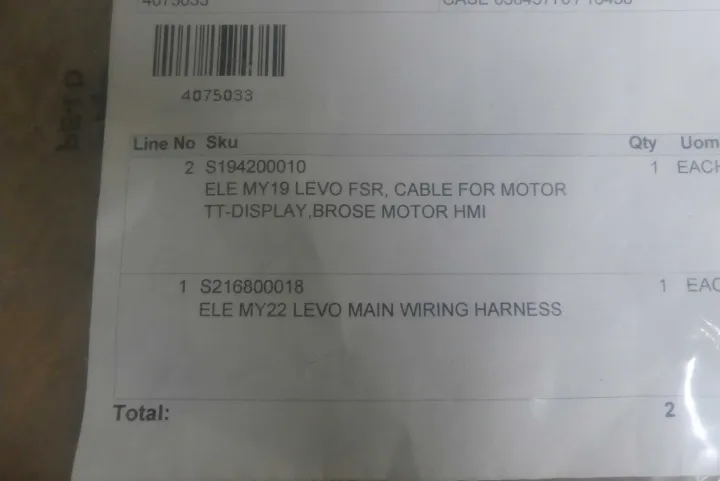 4075033
4075033
Line No Sku Qty Uom
2 S194200010 1 EACH
ELE MY19 LEVO FSR, CABLE FOR MOTOR
TT-DISPLAY,BROSE MOTOR HMI
1 S216800018 1 EAC
ELE MY22 LEVO MAIN WIRING HARNESS
Total: 2